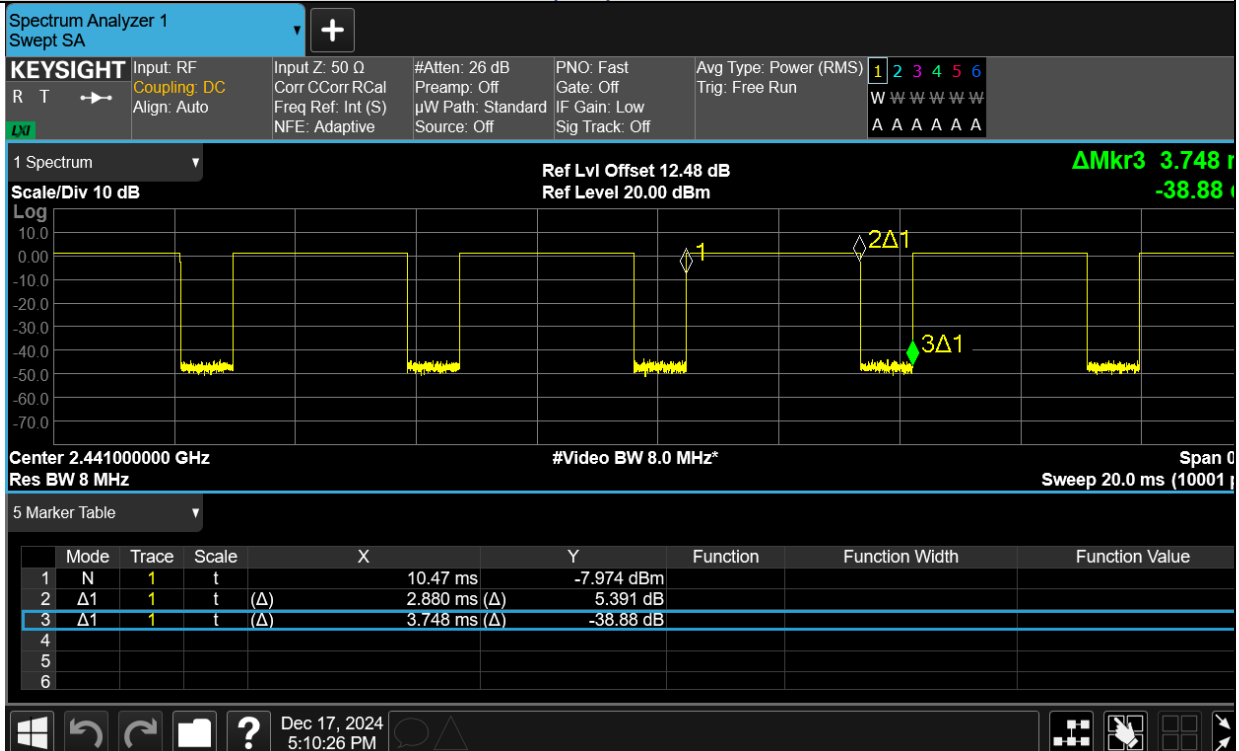 Spectrum Analyzer 1
Swept SA
+
KEYSIGHT Input: RF Input Z: 50 Ω #Atten: 26 dB PNO: Fast Avg Type: Power (RMS) 1 2 3 4 5 6
R T Coupling: DC Corr CCorr RCal Preamp: Off Gate: Off Trig: Free Run W W W W W W
Align: Auto Freq Ref: Int (S) µW Path: Standard IF Gain: Low A A A A A A
LXI NFE: Adaptive Source: Off Sig Track: Off
1 Spectrum Ref Lvl Offset 12.48 dB ΔMkr3 3.748
Scale/Div 10 dB Ref Level 20.00 dBm -38.88
Log
10.0
0.00
-10.0
-20.0
-30.0
-40.0
-50.0
-60.0
-70.0
1
2Δ1
3Δ1
Center 2.441000000 GHz #Video BW 8.0 MHz* Span 0
Res BW 8 MHz Sweep 20.0 ms (10001
5 Marker Table
Mode Trace Scale X Y Function Function Width Function Value
1 N 1 t 10.47 ms -7.974 dBm
2 Δ1 1 t (Δ) 2.880 ms (Δ) 5.391 dB
3 Δ1 1 t (Δ) 3.748 ms (Δ) -38.88 dB
4
5
6
? Dec 17, 2024
5:10:26 PM